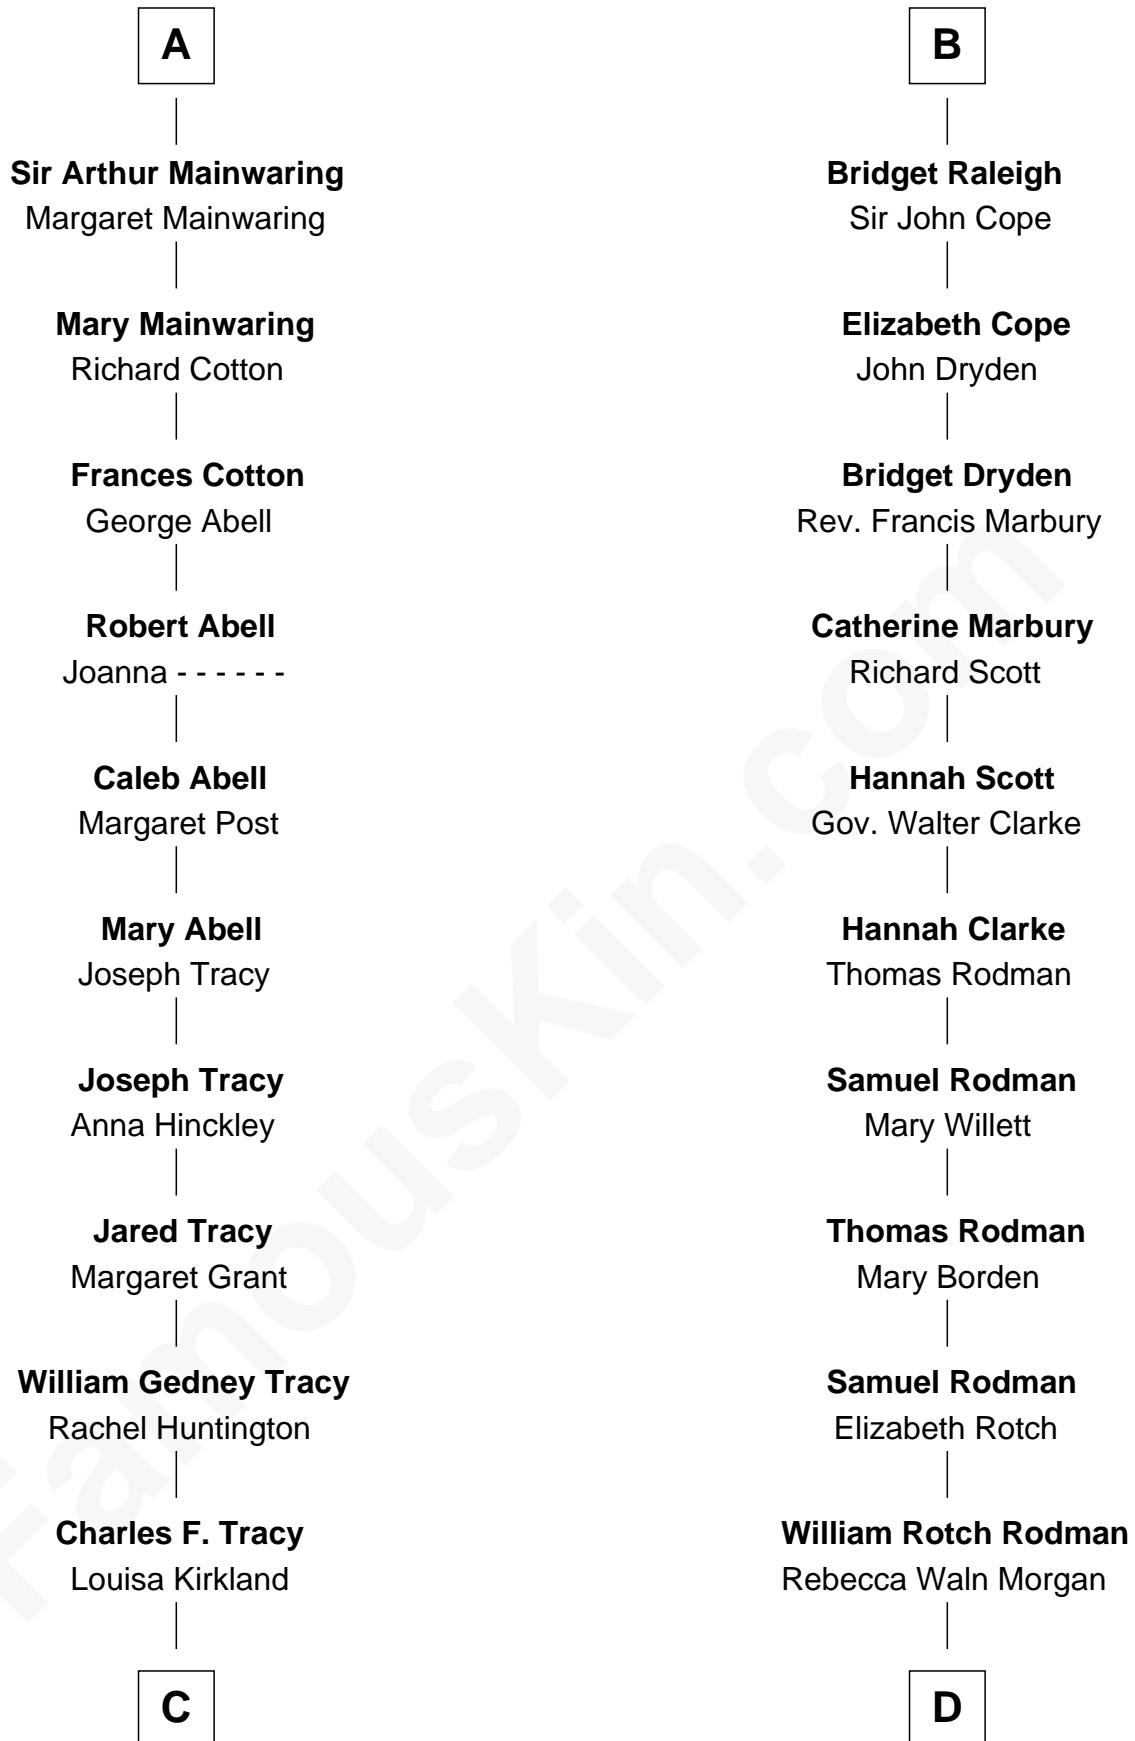 A
Sir Arthur Mainwaring
Margaret Mainwaring
Mary Mainwaring
Richard Cotton
Frances Cotton
George Abell
Robert Abell
Joanna - - - - - -
Caleb Abell
Margaret Post
Mary Abell
Joseph Tracy
Joseph Tracy
Anna Hinckley
Jared Tracy
Margaret Grant
William Gedney Tracy
Rachel Huntington
Charles F. Tracy
Louisa Kirkland
C
B
Bridget Raleigh
Sir John Cope
Elizabeth Cope
John Dryden
Bridget Dryden
Rev. Francis Marbury
Catherine Marbury
Richard Scott
Hannah Scott
Gov. Walter Clarke
Hannah Clarke
Thomas Rodman
Samuel Rodman
Mary Willett
Thomas Rodman
Mary Borden
Samuel Rodman
Elizabeth Rotch
William Rotch Rodman
Rebecca Waln Morgan
D
FamousKin.com